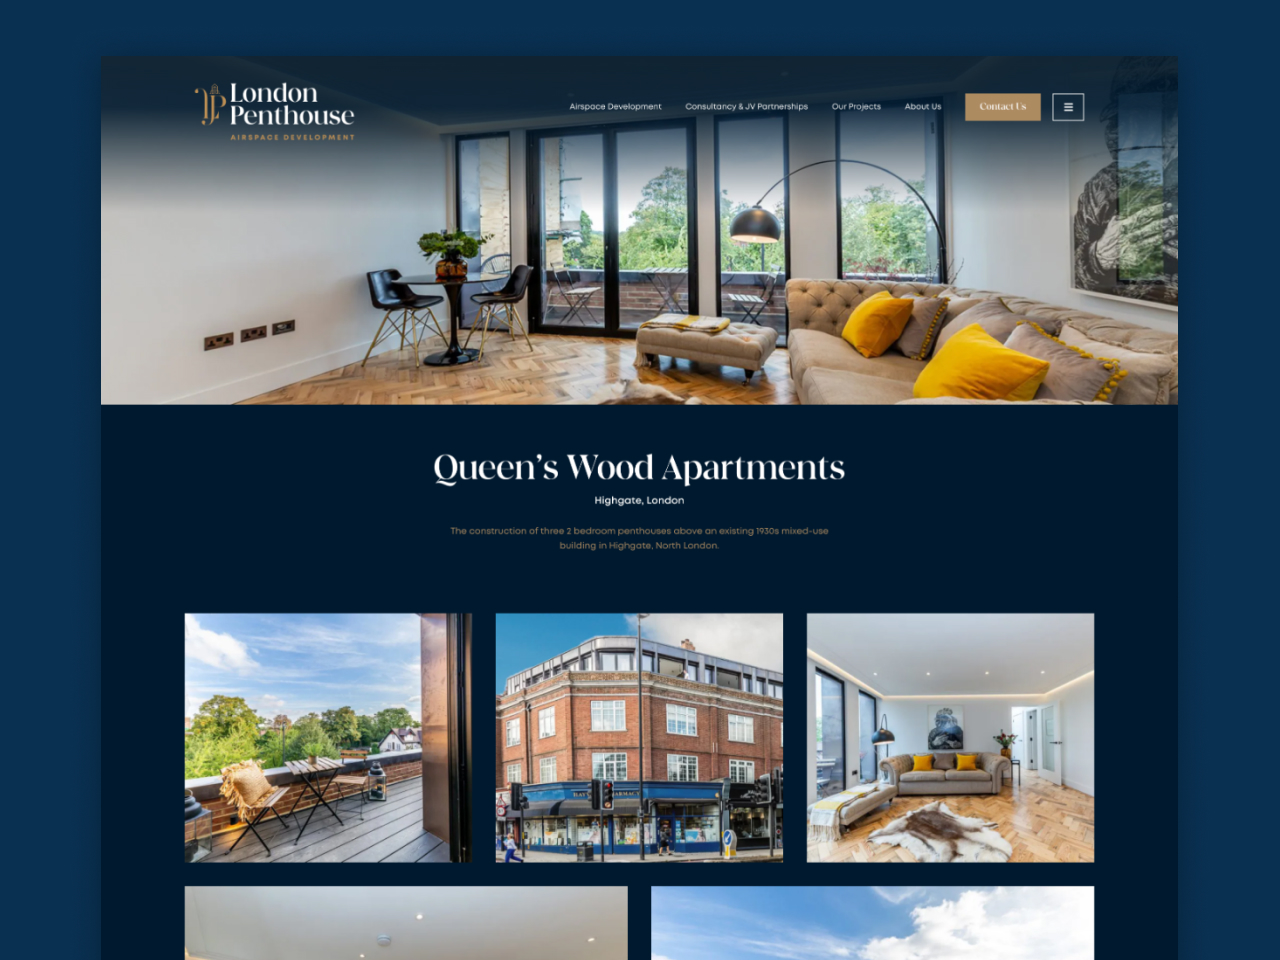 London
Penthouse
AIRSPACE DEVELOPMENT
Airspace Development
Consultancy & JV Partnerships
Our Projects
About Us
Contact Us
Queen's Wood Apartments
Highgate, London
The construction of three 2 bedroom penthouses above an existing 1930s mixed-use
building in Highgate, North London.